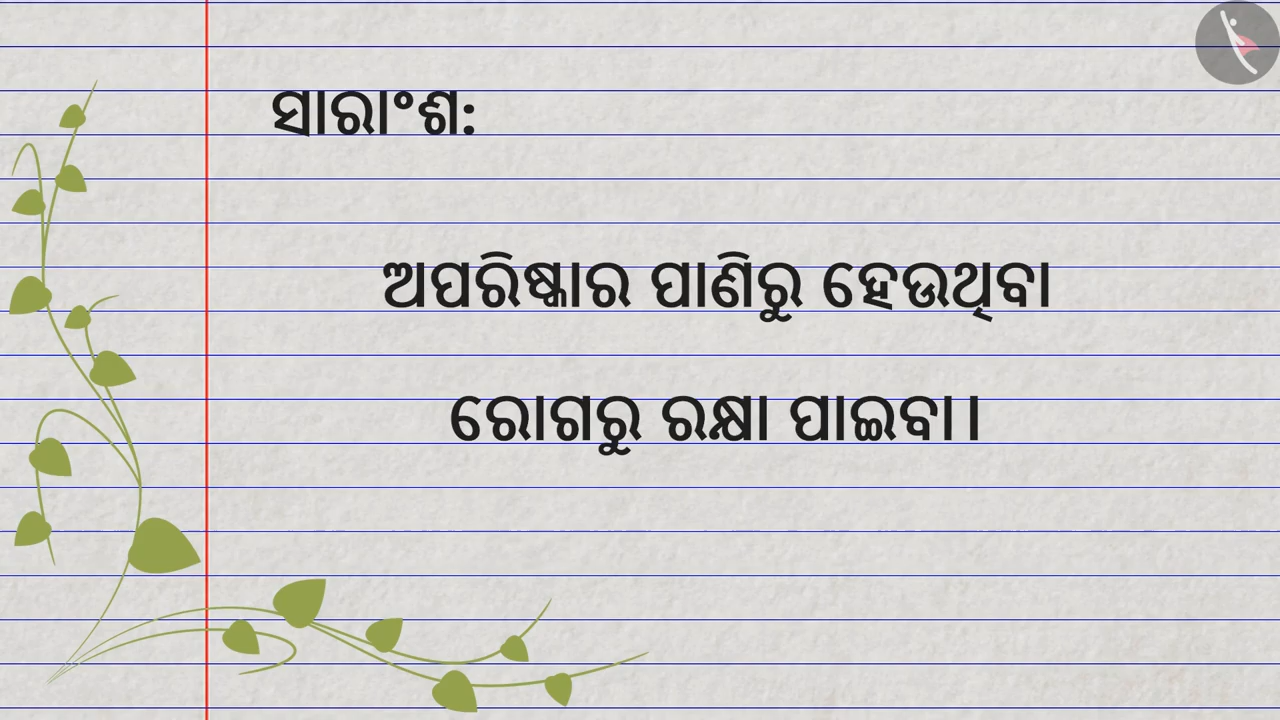 ସାରାଂଶ:
ଅପରିଷ୍କାର ପାଣିରୁ ହେଉଥିବା
ରୋଗରୁ ରକ୍ଷା ପାଇବା।